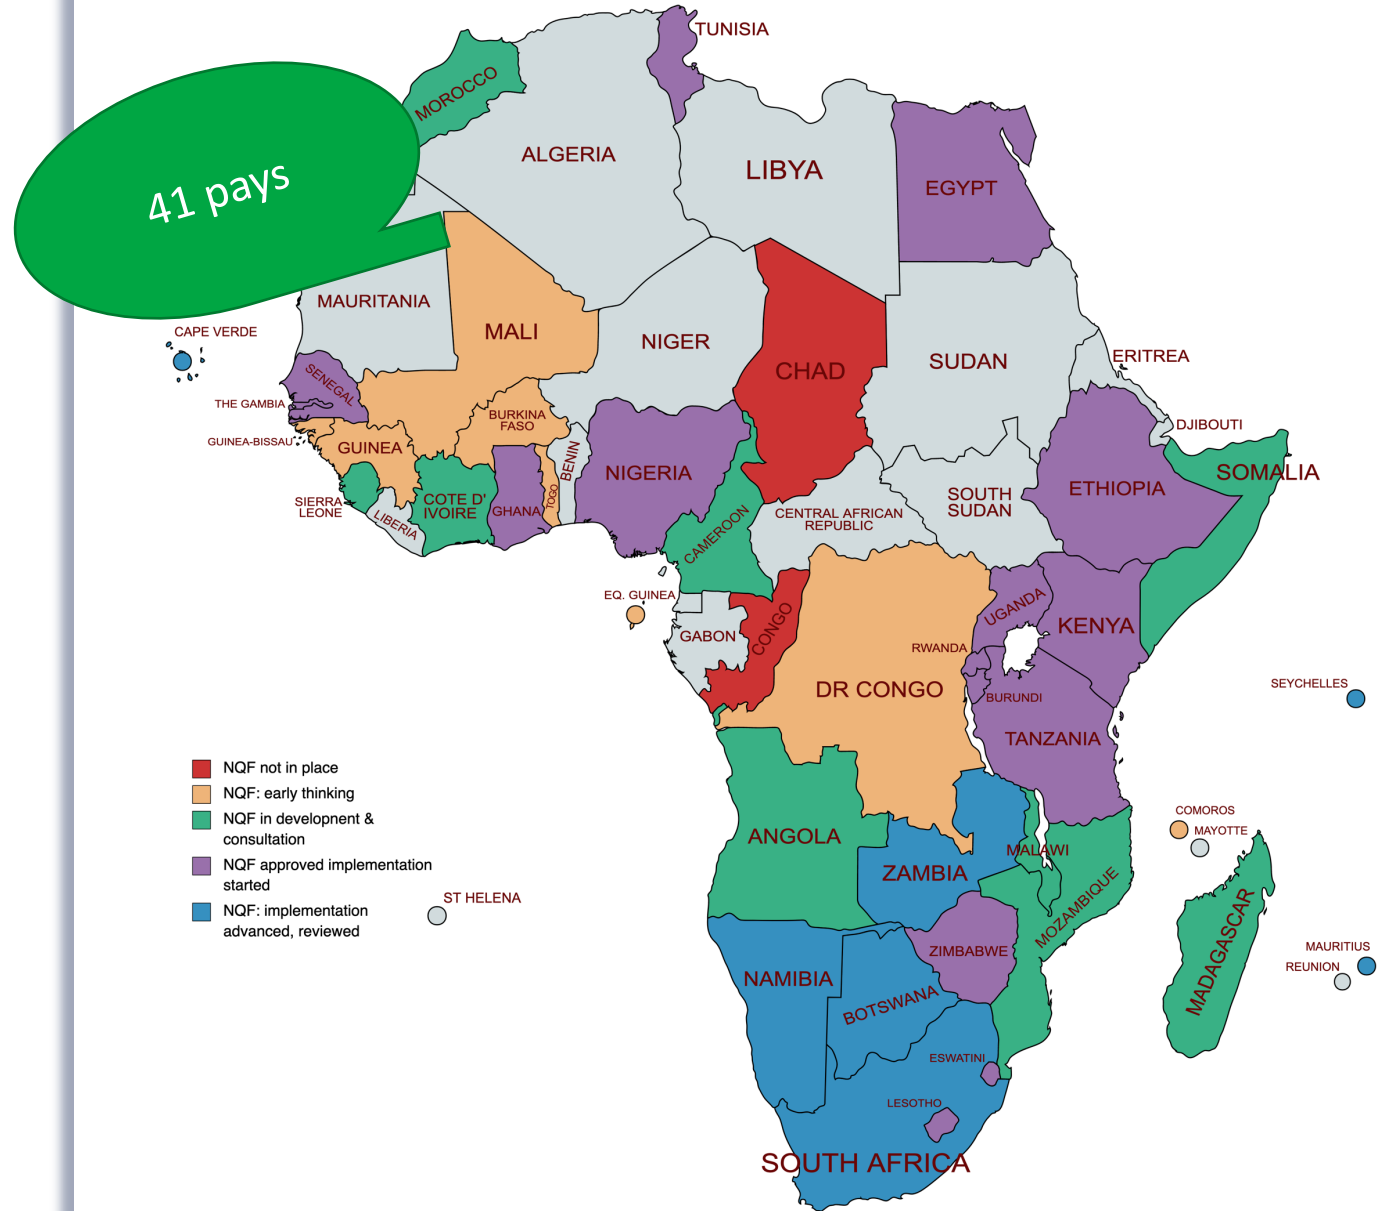 TUNISIA
MOROCCO
ALGERIA
LIBYA
EGYPT
41 pays
MAURITANIA
MALI
NIGER
CHAD
SUDAN
ERITREA
CAPE VERDE
SENEGAL
THE GAMBIA
GUINEA-BISSAU
GUINEA
BURKINA
FASO
BENIN
NIGERIA
DJIBOUTI
SOMALIA
ETHIOPIA
SIERRA
LEONE
LIBERIA
COTE D'
IVOIRE
GHANA
TOGO
CAMEROON
CENTRAL AFRICAN
REPUBLIC
SOUTH
SUDAN
EQ. GUINEA
GABON
CONGO
UGANDA
KENYA
RWANDA
DR CONGO
BURUNDI
SEYCHELLES
TANZANIA
NQF not in place
NQF: early thinking
NQF in developnent &
consultation
NQF approved implementation
started
NQF: implementation
advanced, reviewed
ST HELENA
ANGOLA
ZAMBIA
MALAWI
COMOROS
MAYOTTE
MOZAMBIQUE
MADAGASCAR
ZIMBABWE
MAURITIUS
REUNION
NAMIBIA
BOTSWANA
ESWATINI
LESOTHO
SOUTH AFRICA